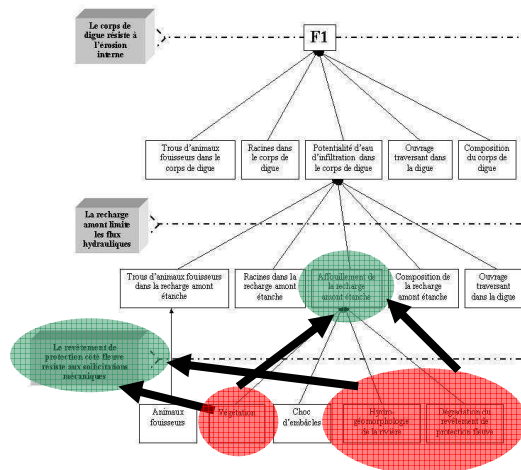 Le corps de
digue résiste à
l'érosion
interne
F1
Trous d'animaux
fouisseurs dans le
corps de digue
Racines dans
le corps de
digue
Potentialité d'eau
d'infiltration dans
le corps de digue
Ouvrage
traversant dans
la digue
Composition
du corps de
digue
La recharge
amont limite
les flux
hydrauliques
Trous d'animaux fouisseurs
dans la recharge amont
étanche
Racines dans la
recharge amont
étanche
Affouillement de
la recharge
amont étanche
Composition de
la recharge
amont étanche
Ouvrage
traversant dans
la digue
Le revêtement de
protection côté fleuve
résiste aux sollicitations
mécaniques
Animaux
fouisseurs
Végétation
Choc
d'embâcles
Hydro-
géomorphologie
de la rivière
Dégradation du
revêtement de
protection fleuve